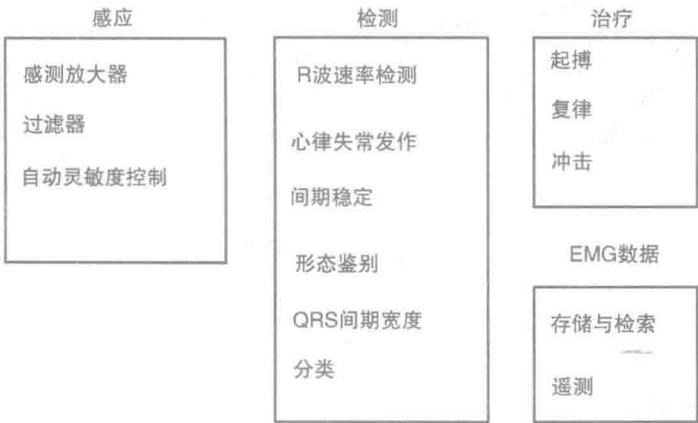 感应
感测放大器
过滤器
自动灵敏度控制
检测
R波速率检测
心律失常发作
间期稳定
形态鉴别
QRS间期宽度
分类
治疗
起搏
复律
冲击
EMG数据
存储与检索
遥测